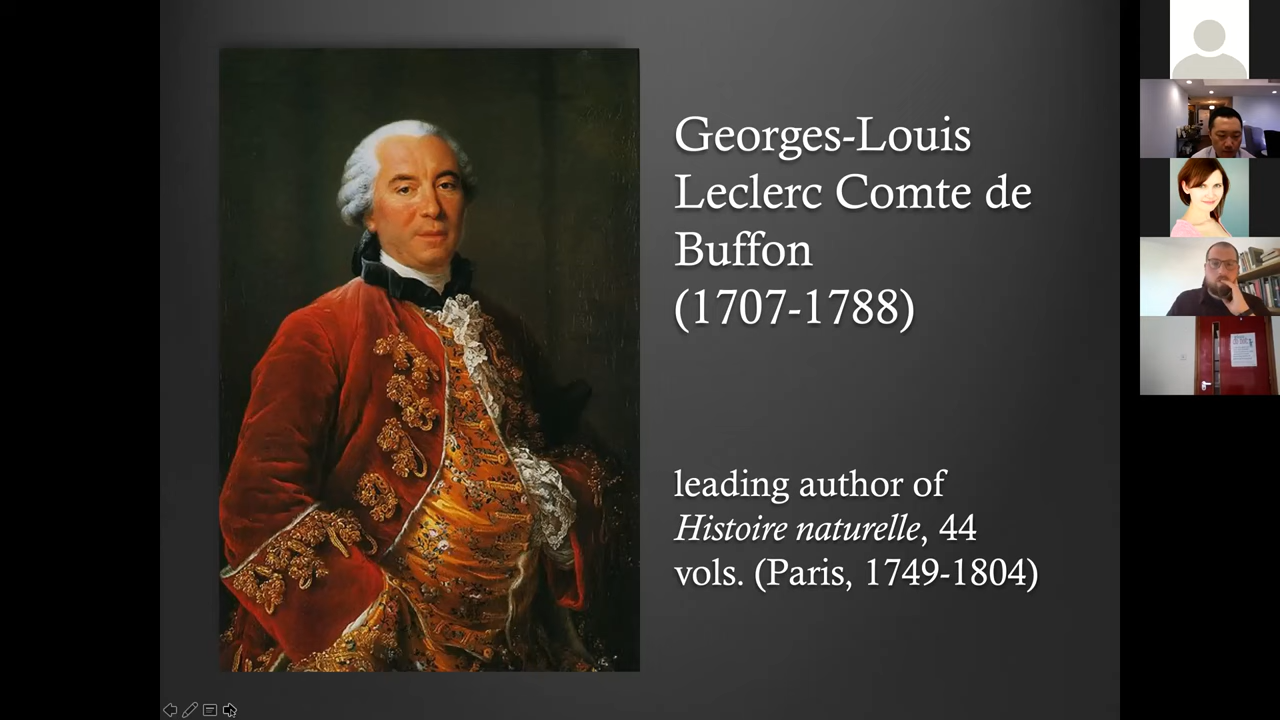 Georges-Louis
Leclerc Comte de
Buffon
(1707-1788)
leading author of
Histoire naturelle, 44
vols. (Paris, 1749-1804)